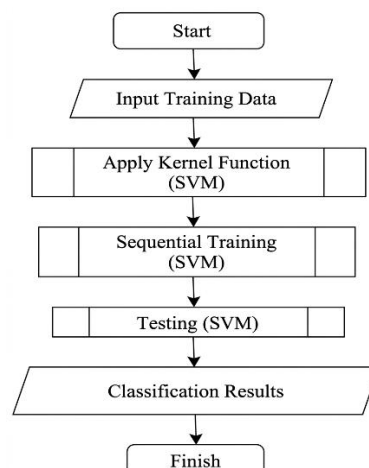 Start
Input Training Data
Apply Kernel Function
(SVM)
Sequential Training
(SVM)
Testing (SVM)
Classification Results
Finish